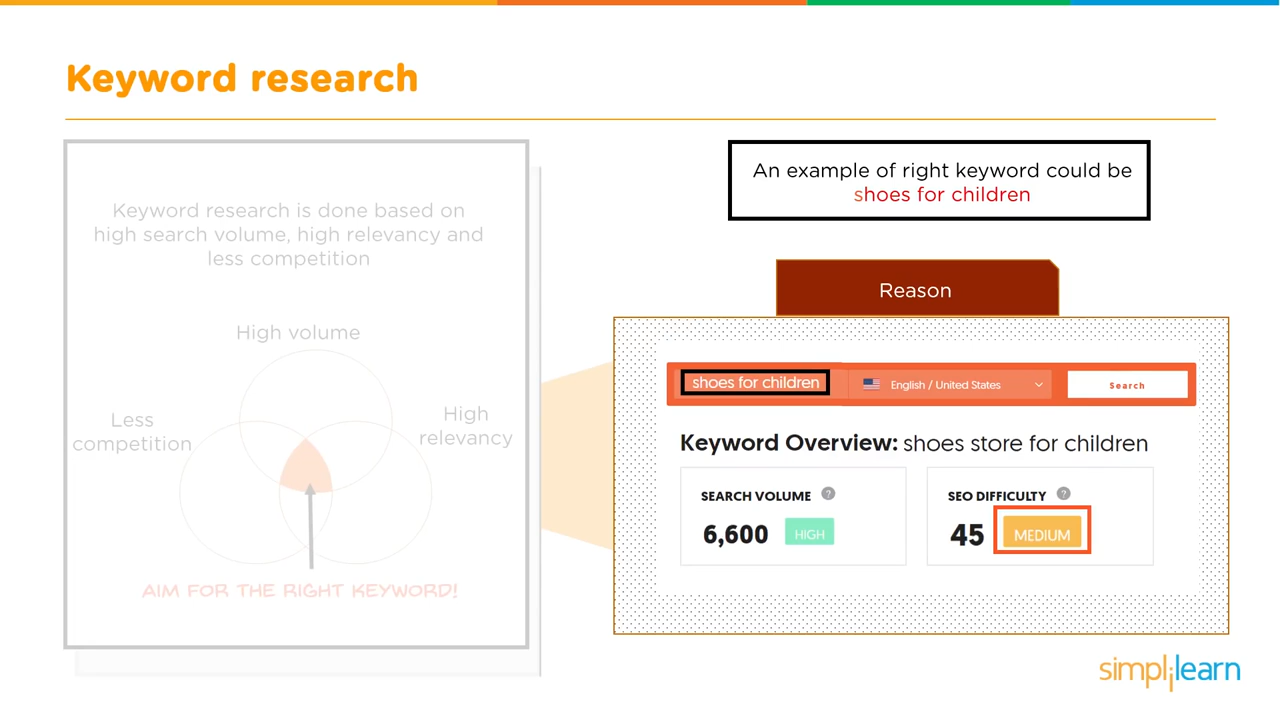 Keyword research
Keyword research is done based on
high search volume, high relevancy and
less competition
High volume
Less
competition
High
relevancy
AIM FOR THE RIGHT KEYWORD!
An example of right keyword could be
shoes for children
Reason
shoes for children
English / United States
Search
Keyword Overview: shoes store for children
SEARCH VOLUME ?
6,600 HIGH
SEO DIFFICULTY ?
45 MEDIUM
simplilearn